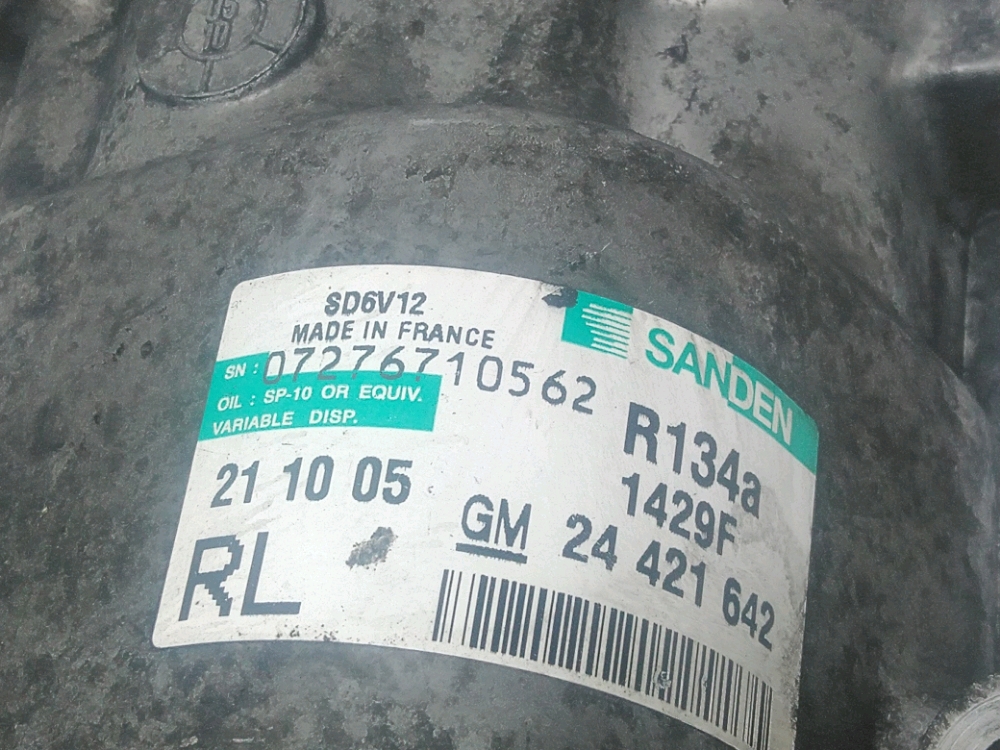 SD6V12
MADE IN FRANCE
SANDEN
SN : 07276710562
OIL : SP-10 OR EQUIV.
VARIABLE DISP.
R134a
21 10 05
1429F
GM 24 421 642
RL